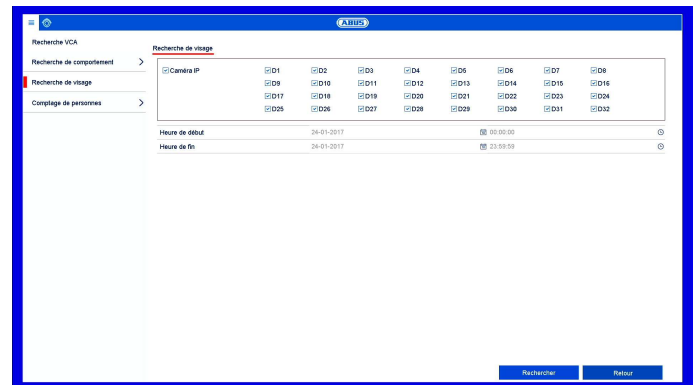 ABUS
Recherche VCA
Recherche de comportement >
Recherche de visage
Comptage de personnes >
Recherche de visage
Caméra IP D1 D2 D3 D4 D5 D6 D7 D8
D9 D10 D11 D12 D13 D14 D15 D16
D17 D18 D19 D20 D21 D22 D23 D24
D25 D26 D27 D28 D29 D30 D31 D32
Heure de début 24-01-2017 00:00:00
Heure de fin 24-01-2017 23:59:59
Rechercher Retour